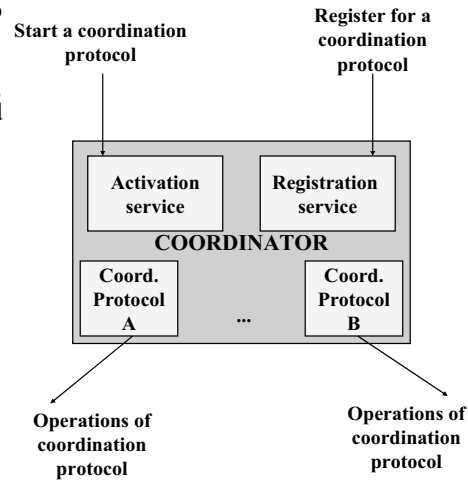 Start a coordination
protocol
Register for a
coordination
protocol
Activation
service
Registration
service
COORDINATOR
Coord.
Protocol
A
...
Coord.
Protocol
B
Operations of
coordination
protocol
Operations of
coordination
protocol